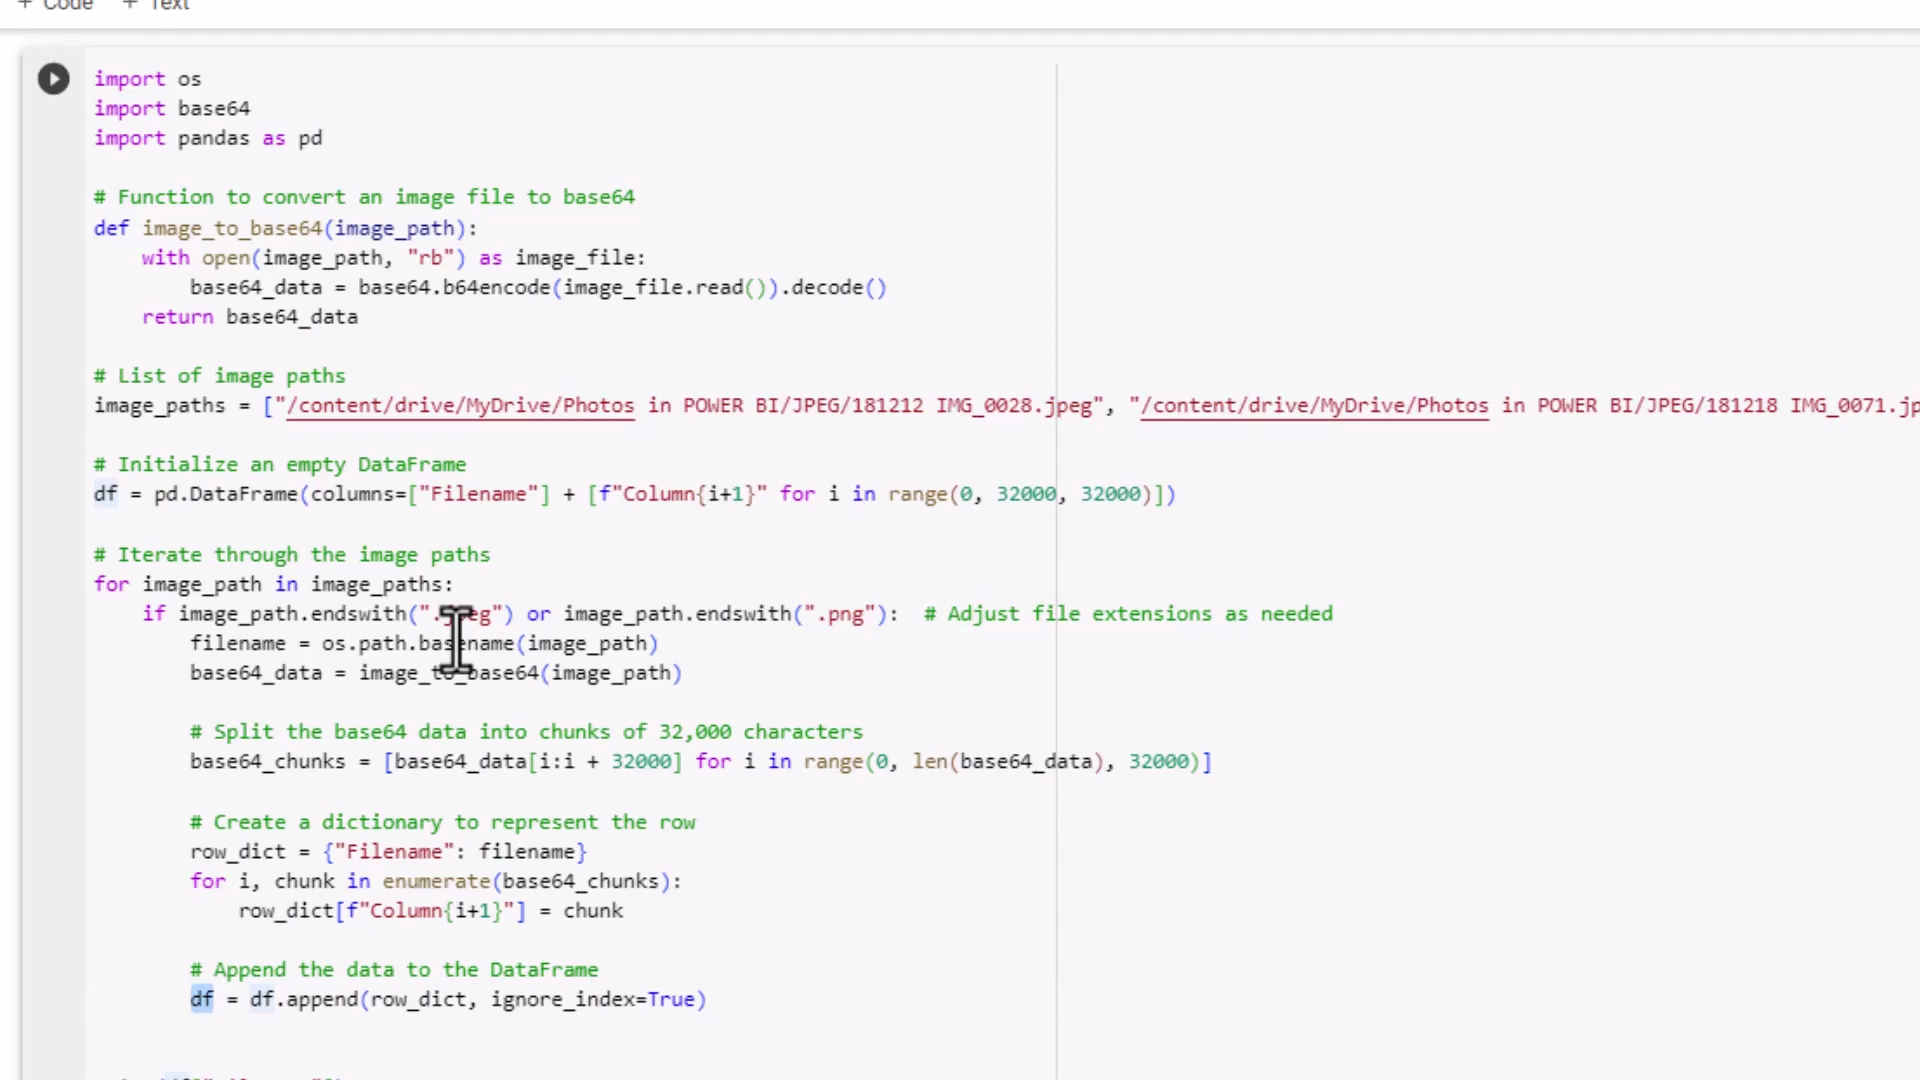 + Code + Text
import os
import base64
import pandas as pd
# Function to convert an image file to base64
def image_to_base64(image_path):
    with open(image_path, "rb") as image_file:
        base64_data = base64.b64encode(image_file.read()).decode()
    return base64_data
# List of image paths
image_paths = ["/content/drive/MyDrive/Photos in POWER BI/JPEG/181212 IMG_0028.jpeg", "/content/drive/MyDrive/Photos in POWER BI/JPEG/181218 IMG_0071.jp
# Initialize an empty DataFrame
df = pd.DataFrame(columns=["Filename"] + [f"Column{i+1}" for i in range(0, 32000, 32000)])
# Iterate through the image paths
for image_path in image_paths:
    if image_path.endswith(".jpeg") or image_path.endswith(".png"):  # Adjust file extensions as needed
        filename = os.path.basename(image_path)
        base64_data = image_to_base64(image_path)
        # Split the base64 data into chunks of 32,000 characters
        base64_chunks = [base64_data[i:i + 32000] for i in range(0, len(base64_data), 32000)]
        # Create a dictionary to represent the row
        row_dict = {"Filename": filename}
        for i, chunk in enumerate(base64_chunks):
            row_dict[f"Column{i+1}"] = chunk
        # Append the data to the DataFrame
        df = df.append(row_dict, ignore_index=True)